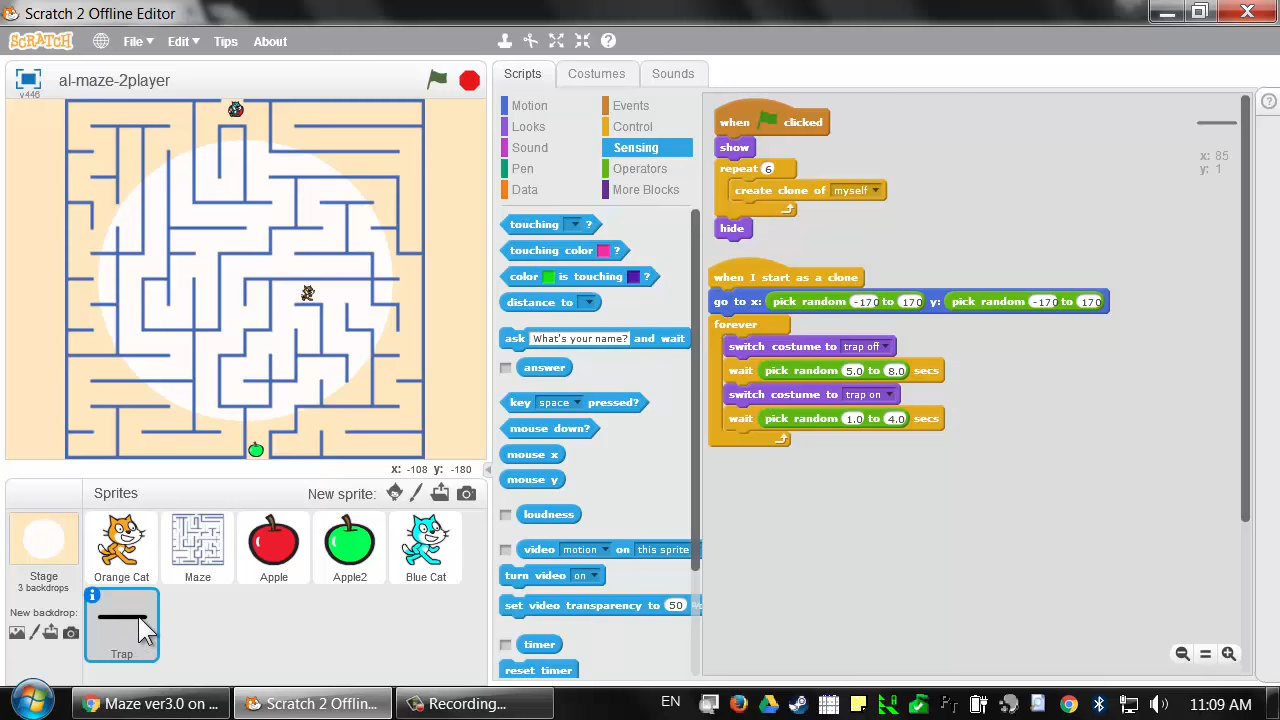 Scratch 2 Offline Editor
SCRATCH File Edit Tips About
v446 al-maze-2player
Scripts Costumes Sounds
Motion Events
Looks Control
Sound Sensing
Pen Operators
Data More Blocks
touching ?
touching color ?
color is touching ?
distance to
ask What's your name? and wait
answer
key space pressed?
mouse down?
mouse x
mouse y
loudness
video motion on this sprite
turn video on
set video transparency to 50 %
timer
reset timer
when clicked
show
repeat 6
create clone of myself
hide
when I start as a clone
go to x: pick random -170 to 170 y: pick random -170 to 170
forever
switch costume to trap off
wait pick random 5.0 to 8.0 secs
switch costume to trap on
wait pick random 1.0 to 4.0 secs
x: 85
y: 1
x: -108 y: -180
Sprites New sprite:
Stage
3 backdrops
New backdrop:
Orange Cat Maze Apple Apple2 Blue Cat
Trap
Maze ver3.0 on ... Scratch 2 Offlin... Recording... EN 11:09 AM